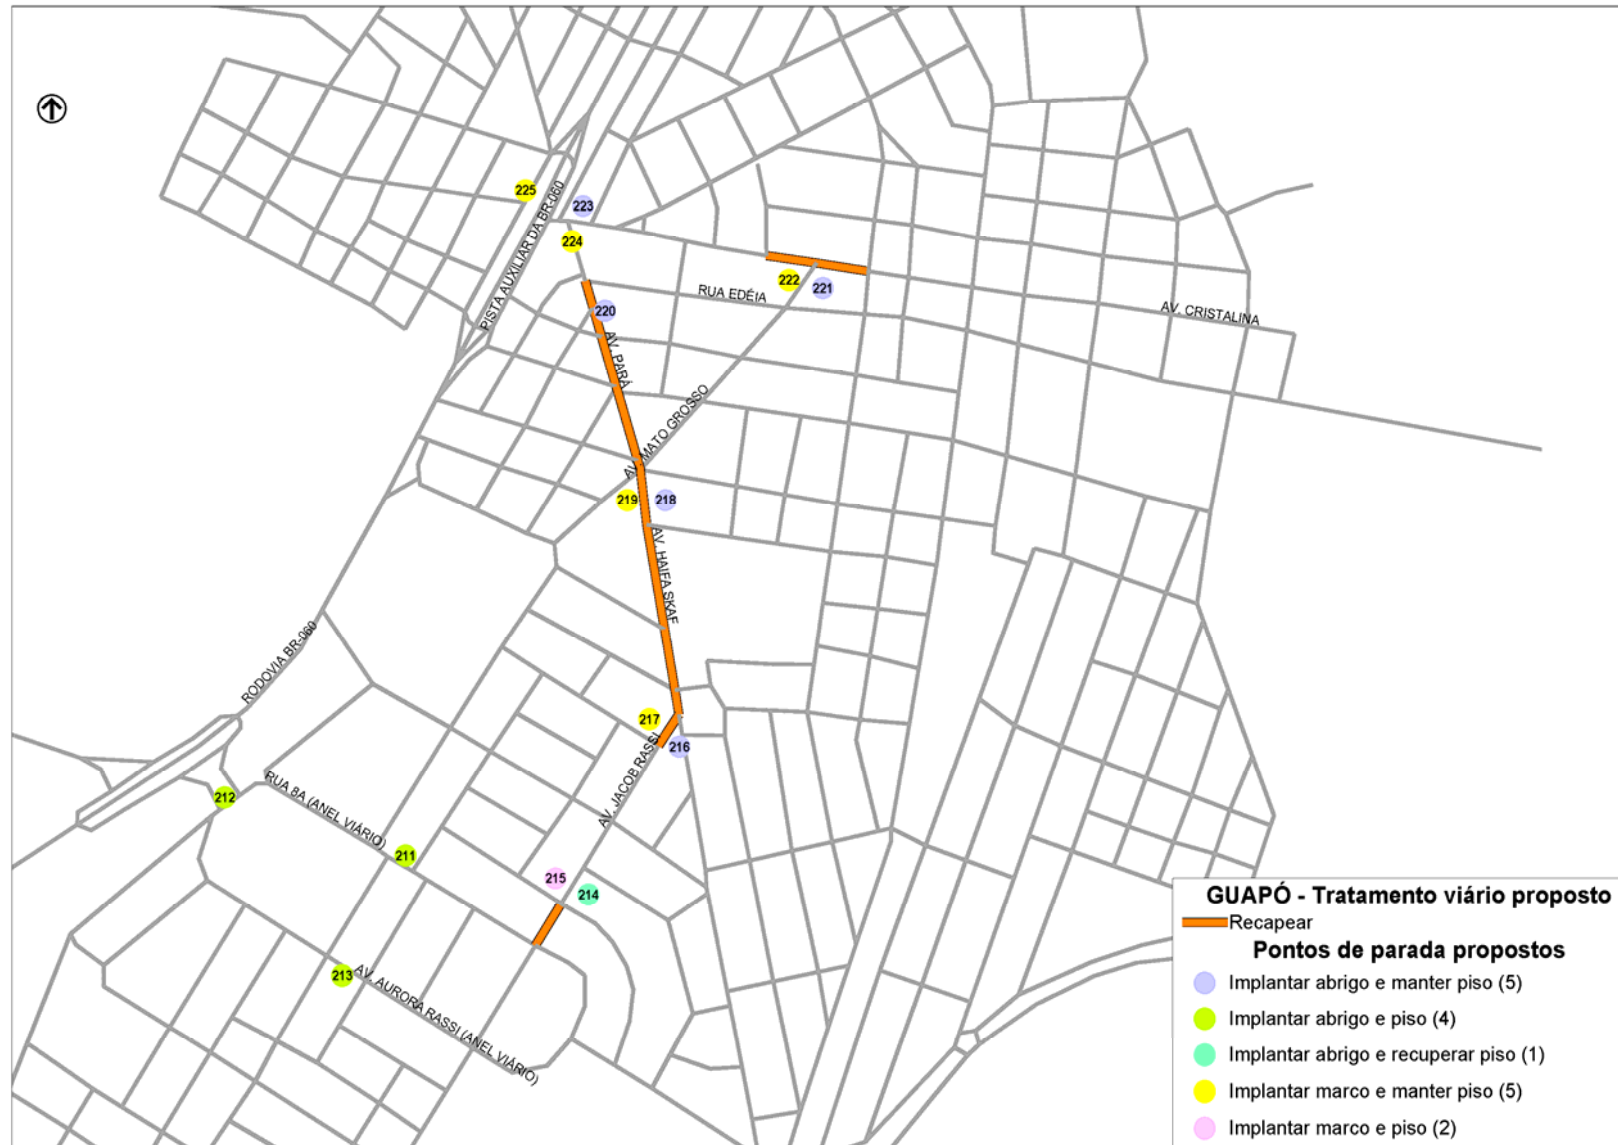 225
223
224
PISTA AUXILIAR DA BR-060
222
221
RUA EDÉIA
AV. CRISTALINA
220
AV. PARÁ
AV. MATO GROSSO
219
218
AV. HAIFA SKAF
RODOVIA BR-060
217
216
AV. JACOB RASSI
212
RUA 8A (ANEL VIÁRIO)
211
215
214
213
AV. AURORA RASSI (ANEL VIÁRIO)
GUAPÓ - Tratamento viário proposto
Recapear
Pontos de parada propostos
Implantar abrigo e manter piso (5)
Implantar abrigo e piso (4)
Implantar abrigo e recuperar piso (1)
Implantar marco e manter piso (5)
Implantar marco e piso (2)